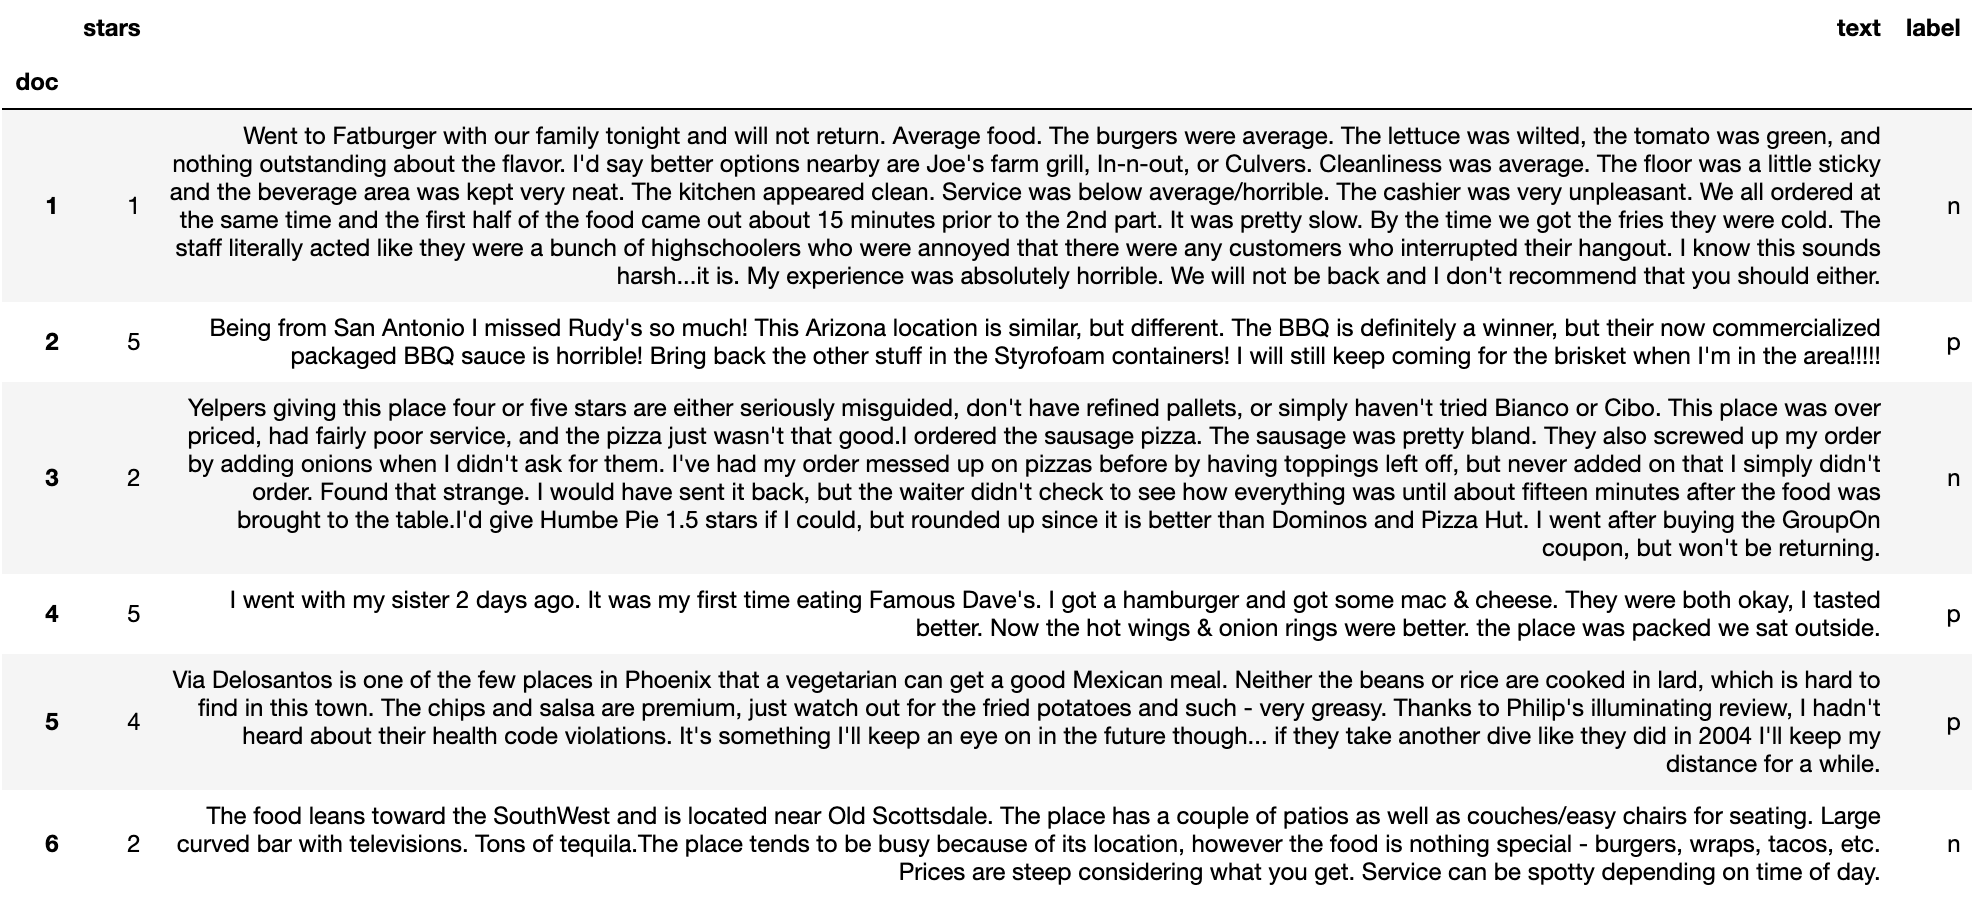 stars text label
doc
Went to Fatburger with our family tonight and will not return. Average food. The burgers were average. The lettuce was wilted, the tomato was green, and
nothing outstanding about the flavor. I'd say better options nearby are Joe's farm grill, In-n-out, or Culvers. Cleanliness was average. The floor was a little sticky
1 1 and the beverage area was kept very neat. The kitchen appeared clean. Service was below average/horrible. The cashier was very unpleasant. We all ordered at n
the same time and the first half of the food came out about 15 minutes prior to the 2nd part. It was pretty slow. By the time we got the fries they were cold. The
staff literally acted like they were a bunch of highschoolers who were annoyed that there were any customers who interrupted their hangout. I know this sounds
harsh...it is. My experience was absolutely horrible. We will not be back and I don't recommend that you should either.
2 5 Being from San Antonio I missed Rudy's so much! This Arizona location is similar, but different. The BBQ is definitely a winner, but their now commercialized p
packaged BBQ sauce is horrible! Bring back the other stuff in the Styrofoam containers! I will still keep coming for the brisket when I'm in the area!!!!!
Yelpers giving this place four or five stars are either seriously misguided, don't have refined pallets, or simply haven't tried Bianco or Cibo. This place was over
priced, had fairly poor service, and the pizza just wasn't that good.I ordered the sausage pizza. The sausage was pretty bland. They also screwed up my order
3 2 by adding onions when I didn't ask for them. I've had my order messed up on pizzas before by having toppings left off, but never added on that I simply didn't n
order. Found that strange. I would have sent it back, but the waiter didn't check to see how everything was until about fifteen minutes after the food was
brought to the table.I'd give Humbe Pie 1.5 stars if I could, but rounded up since it is better than Dominos and Pizza Hut. I went after buying the GroupOn
coupon, but won't be returning.
4 5 I went with my sister 2 days ago. It was my first time eating Famous Dave's. I got a hamburger and got some mac & cheese. They were both okay, I tasted p
better. Now the hot wings & onion rings were better. the place was packed we sat outside.
Via Delosantos is one of the few places in Phoenix that a vegetarian can get a good Mexican meal. Neither the beans or rice are cooked in lard, which is hard to
5 4 find in this town. The chips and salsa are premium, just watch out for the fried potatoes and such - very greasy. Thanks to Philip's illuminating review, I hadn't p
heard about their health code violations. It's something I'll keep an eye on in the future though... if they take another dive like they did in 2004 I'll keep my
distance for a while.
The food leans toward the SouthWest and is located near Old Scottsdale. The place has a couple of patios as well as couches/easy chairs for seating. Large
6 2 curved bar with televisions. Tons of tequila.The place tends to be busy because of its location, however the food is nothing special - burgers, wraps, tacos, etc. n
Prices are steep considering what you get. Service can be spotty depending on time of day.